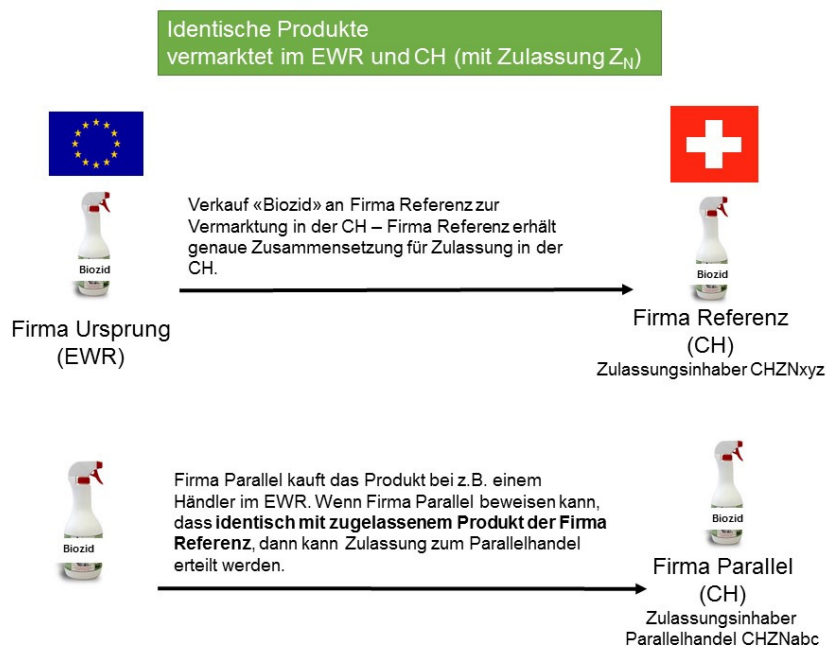 Identische Produkte
vermarktet im EWR und CH (mit Zulassung ZN)
Verkauf «Biozid» an Firma Referenz zur
Vermarktung in der CH – Firma Referenz erhält
genaue Zusammensetzung für Zulassung in der
CH.
Biozid
Biozid
Firma Ursprung
(EWR)
Firma Referenz
(CH)
Zulassungsinhaber CHZNxyz
Firma Parallel kauft das Produkt bei z.B. einem
Händler im EWR. Wenn Firma Parallel beweisen kann,
dass identisch mit zugelassenem Produkt der Firma
Referenz, dann kann Zulassung zum Parallelhandel
erteilt werden.
Biozid
Biozid
Firma Parallel
(CH)
Zulassungsinhaber
Parallelhandel CHZNabc